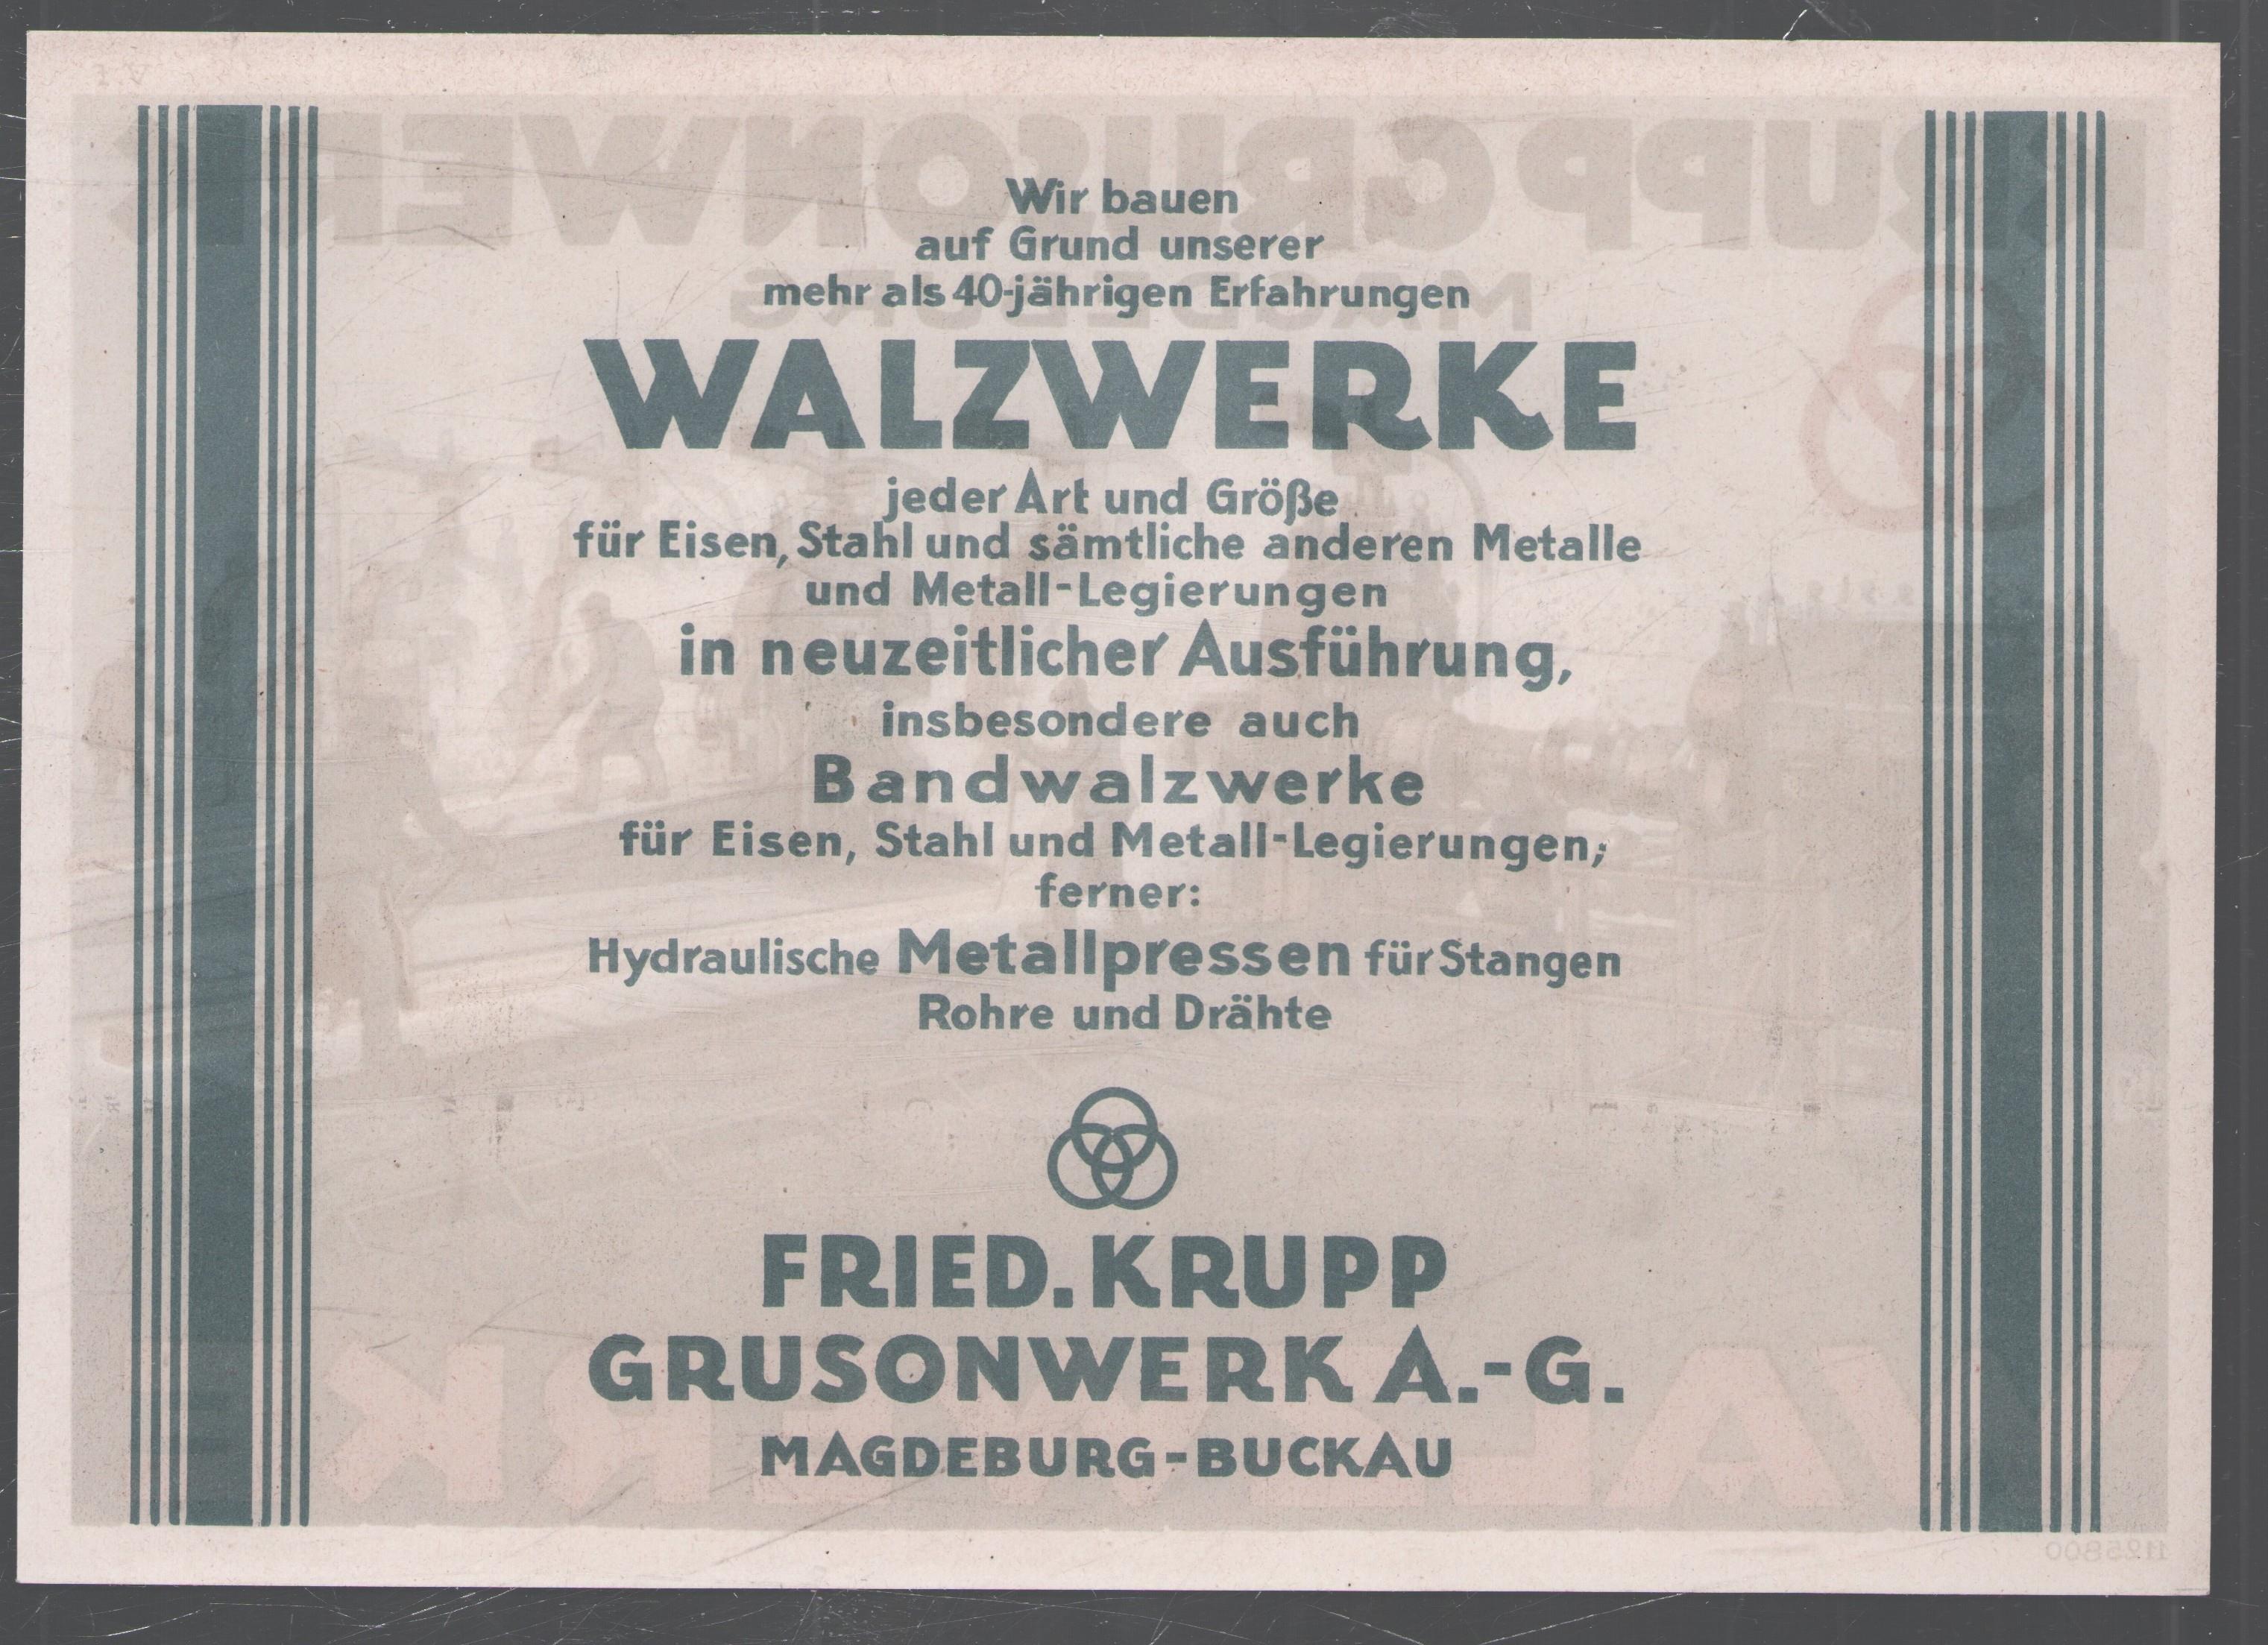 Wir bauen
auf Grund unserer
mehr als 40-jährigen Erfahrungen
WALZWERKE
jeder Art und Größe
für Eisen, Stahl und sämtliche anderen Metalle
und Metall-Legierungen
in neuzeitlicher Ausführung,
insbesondere auch
Bandwalzwerke
für Eisen, Stahl und Metall-Legierungen;
ferner:
Hydraulische Metallpressen für Stangen
Rohre und Drähte
FRIED. KRUPP
GRUSONWERK A.-G.
MAGDEBURG-BUCKAU